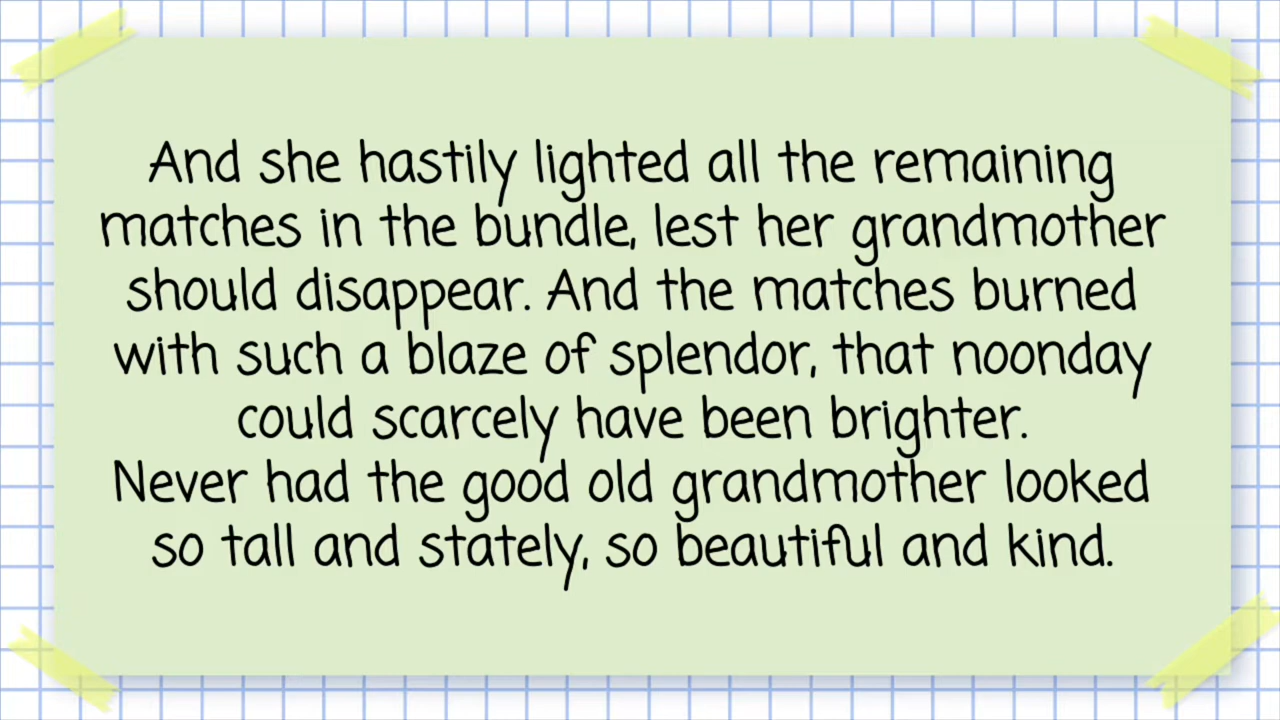 And she hastily lighted all the remaining
matches in the bundle, lest her grandmother
should disappear. And the matches burned
with such a blaze of splendor, that noonday
could scarcely have been brighter.
Never had the good old grandmother looked
so tall and stately, so beautiful and kind.